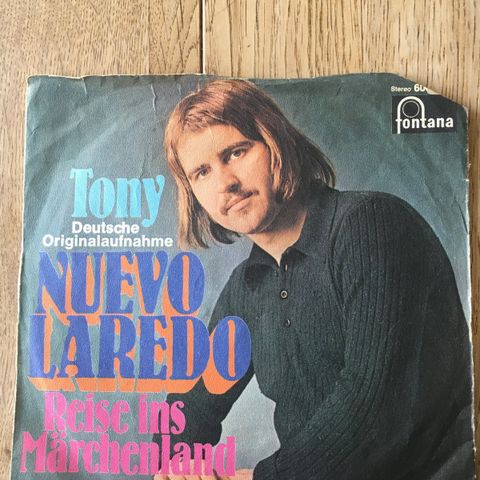 Stereo
fontana
Tony
Deutsche
Originalaufnahme
NUEVO
LAREDO
Reise ins
Märchenland